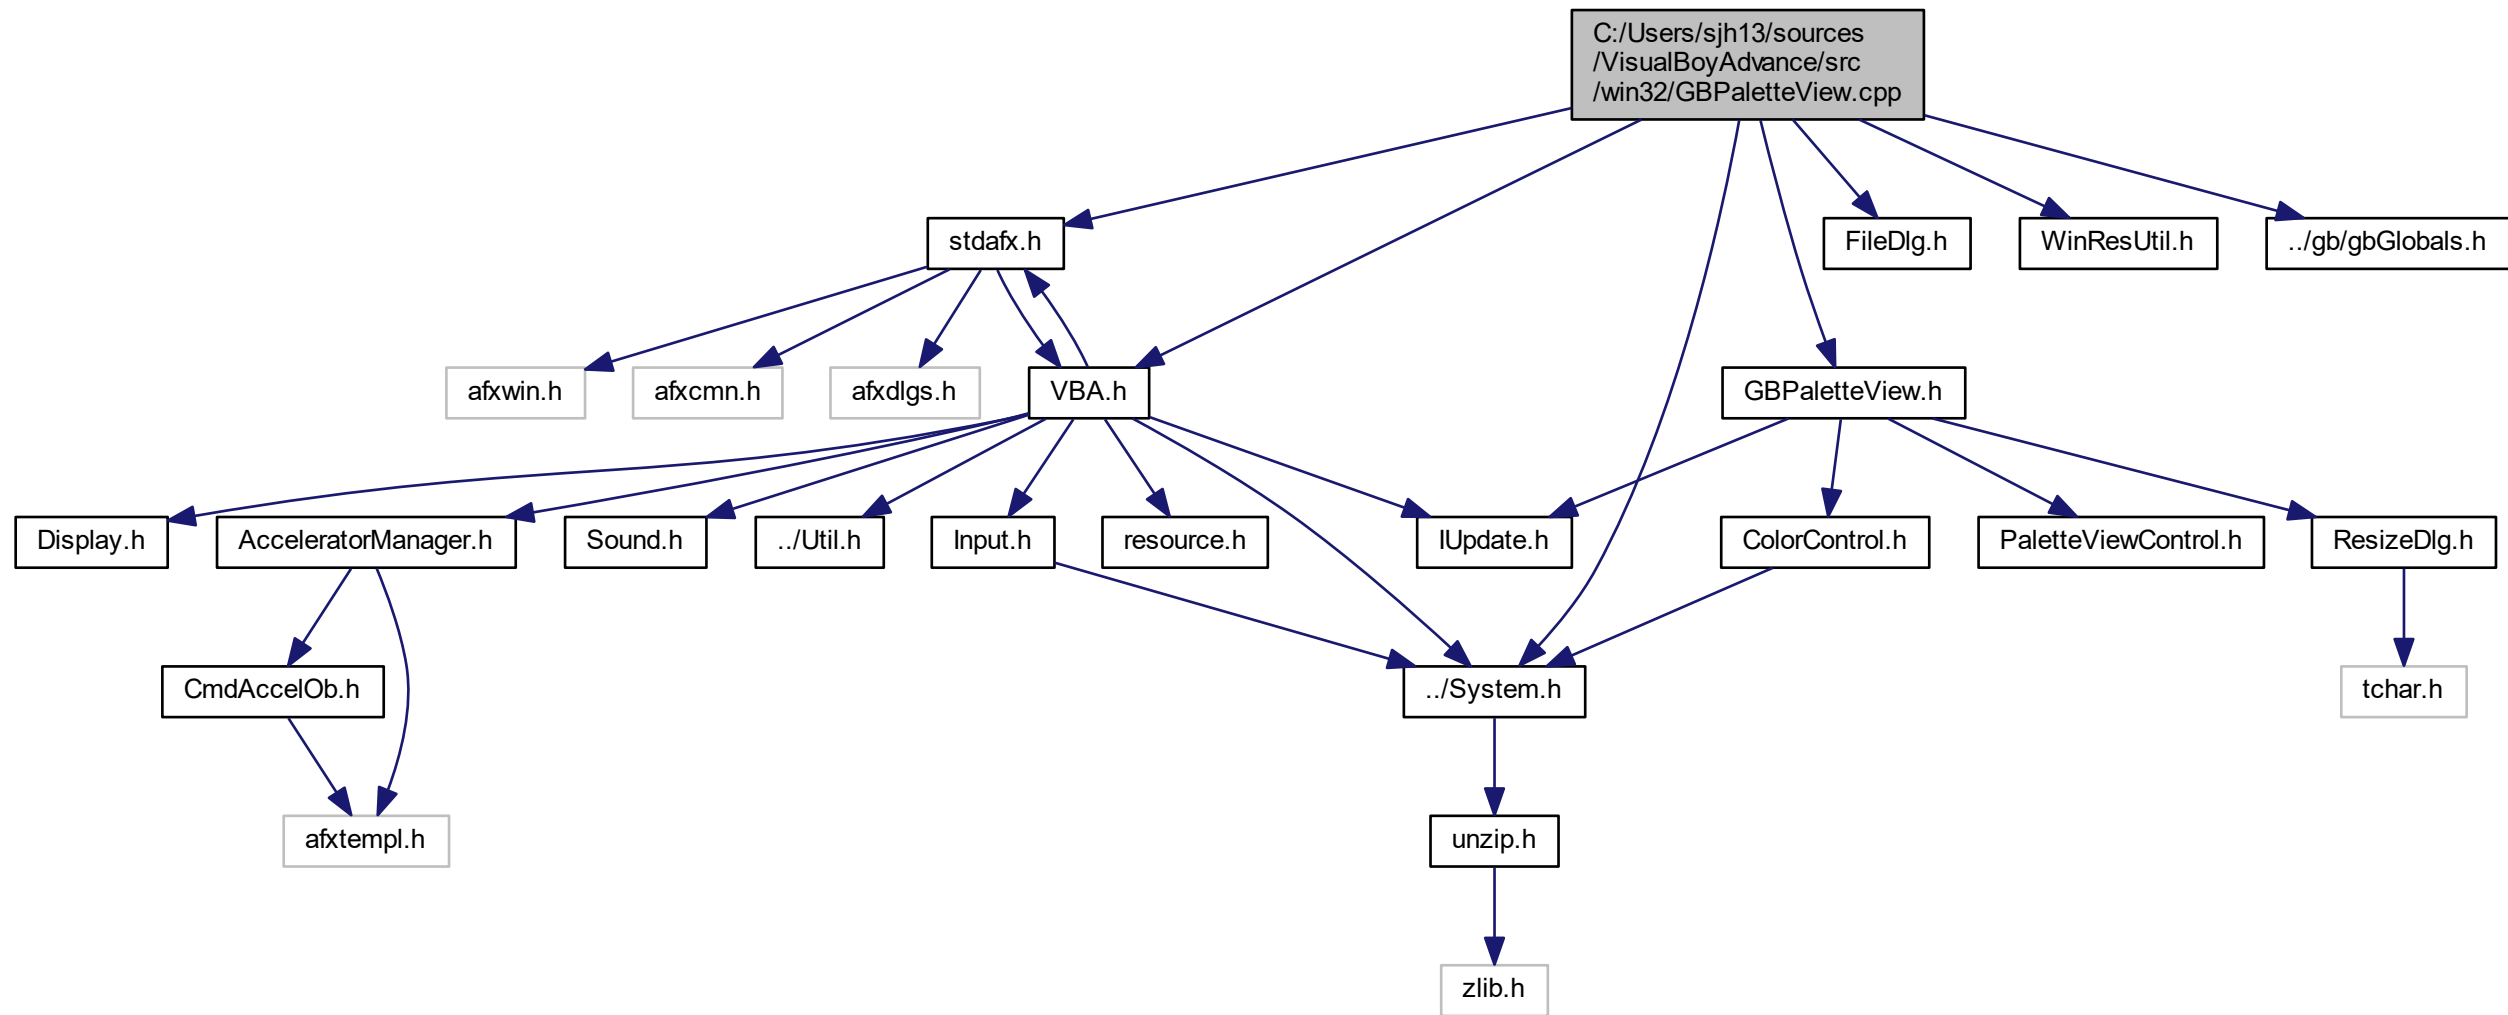 C:/Users/sjh13/sources
/VisualBoyAdvance/src
/win32/GBPaletteView.cpp
stdafx.h
FileDlg.h
WinResUtil.h
../gb/gbGlobals.h
afxwin.h
afxcmn.h
afxdlgs.h
VBA.h
GBPaletteView.h
Display.h
AcceleratorManager.h
Sound.h
../Util.h
Input.h
resource.h
IUpdate.h
ColorControl.h
PaletteViewControl.h
ResizeDlg.h
CmdAccelOb.h
../System.h
tchar.h
afxtempl.h
unzip.h
zlib.h